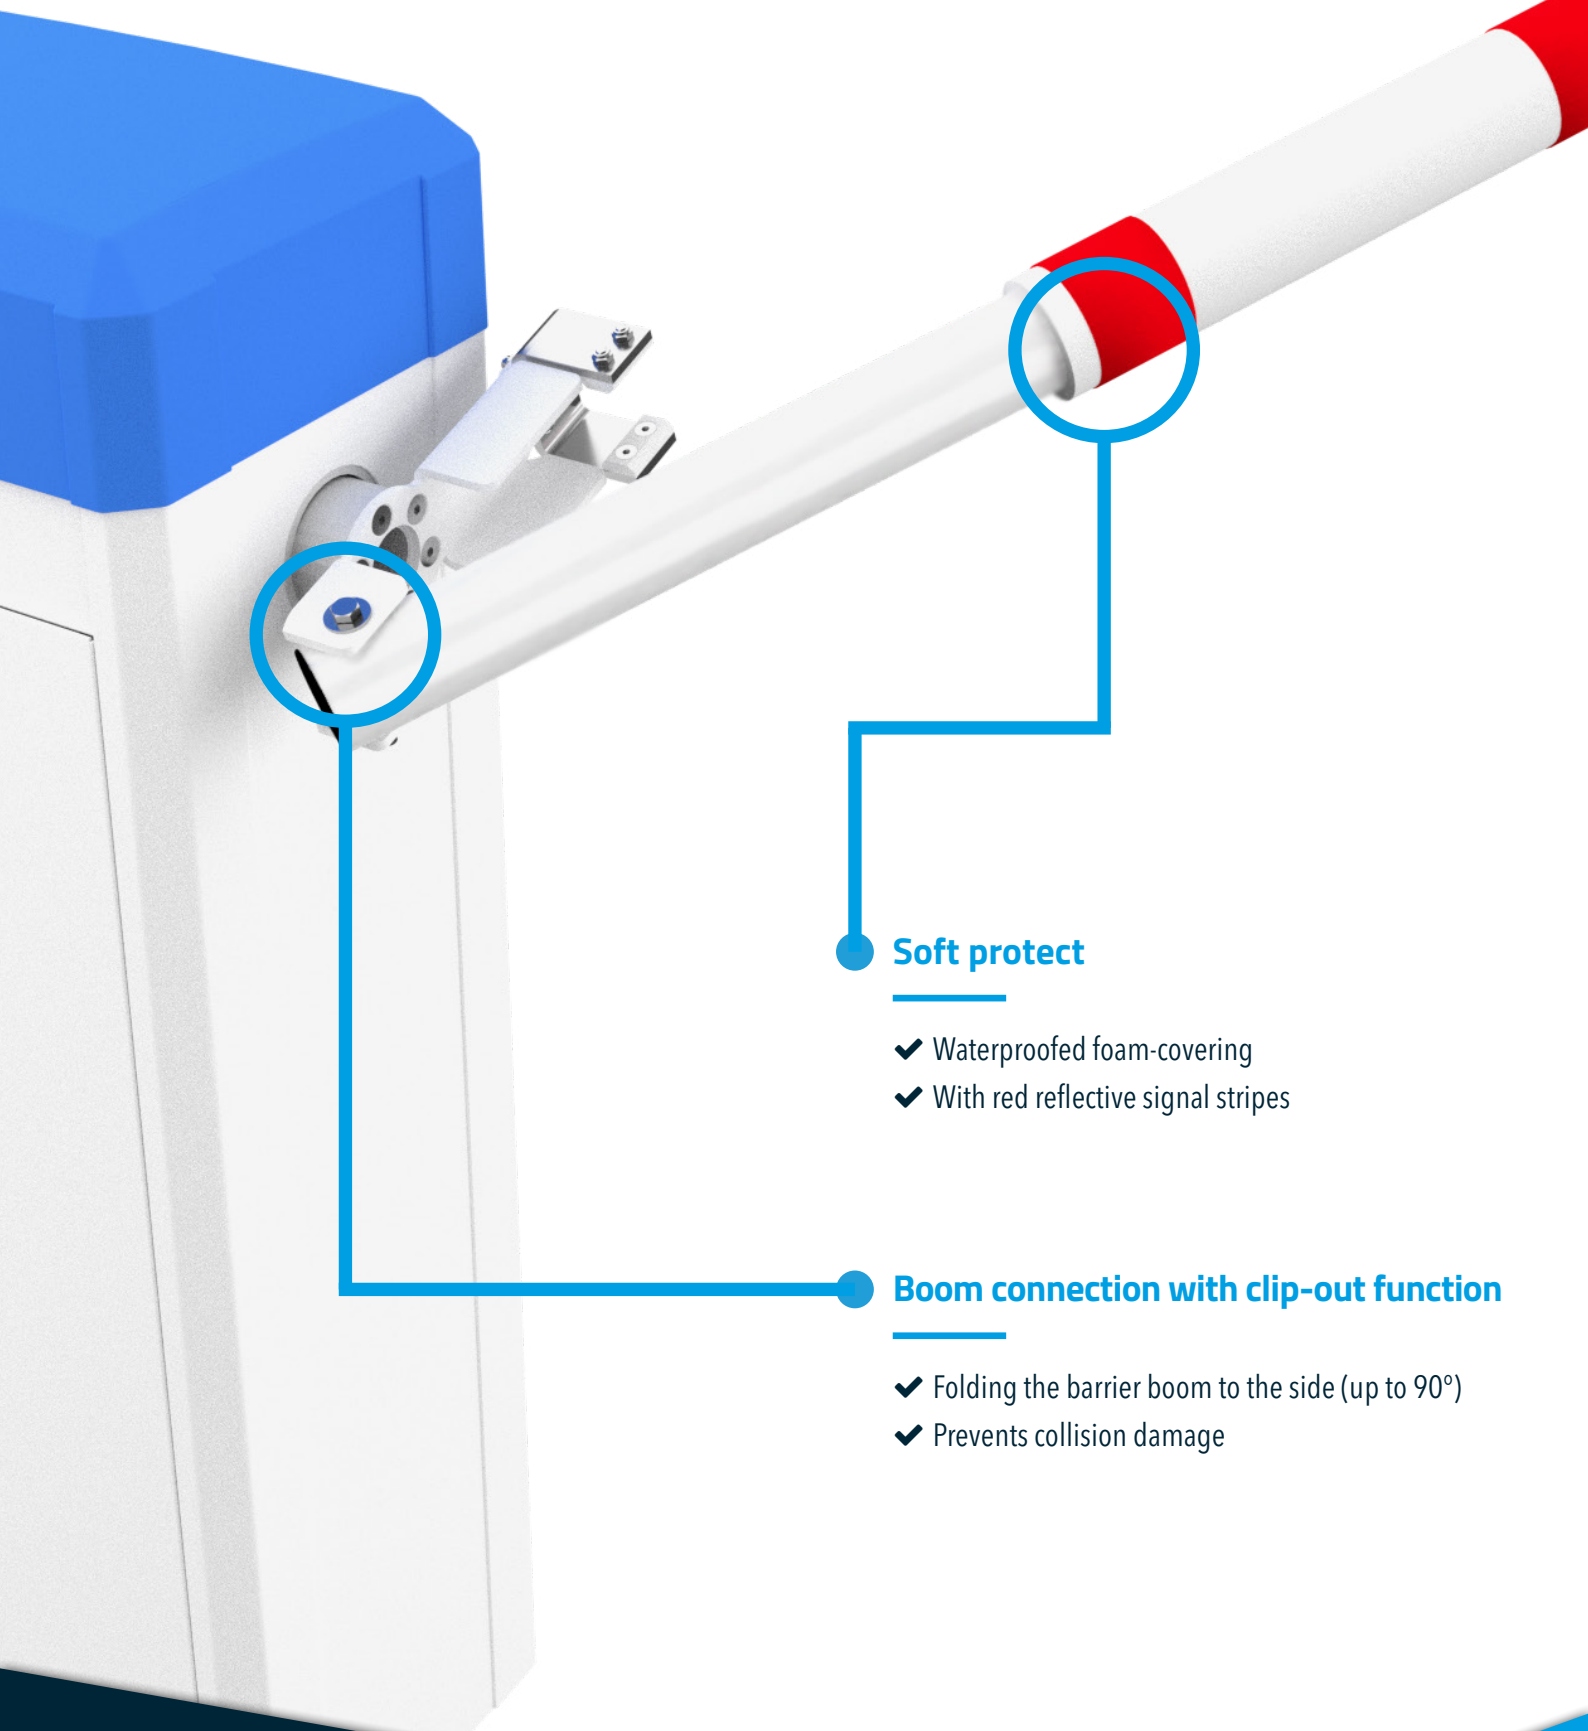 Soft protect
✔ Waterproofed foam-covering
✔ With red reflective signal stripes
Boom connection with clip-out function
✔ Folding the barrier boom to the side (up to 90º)
✔ Prevents collision damage